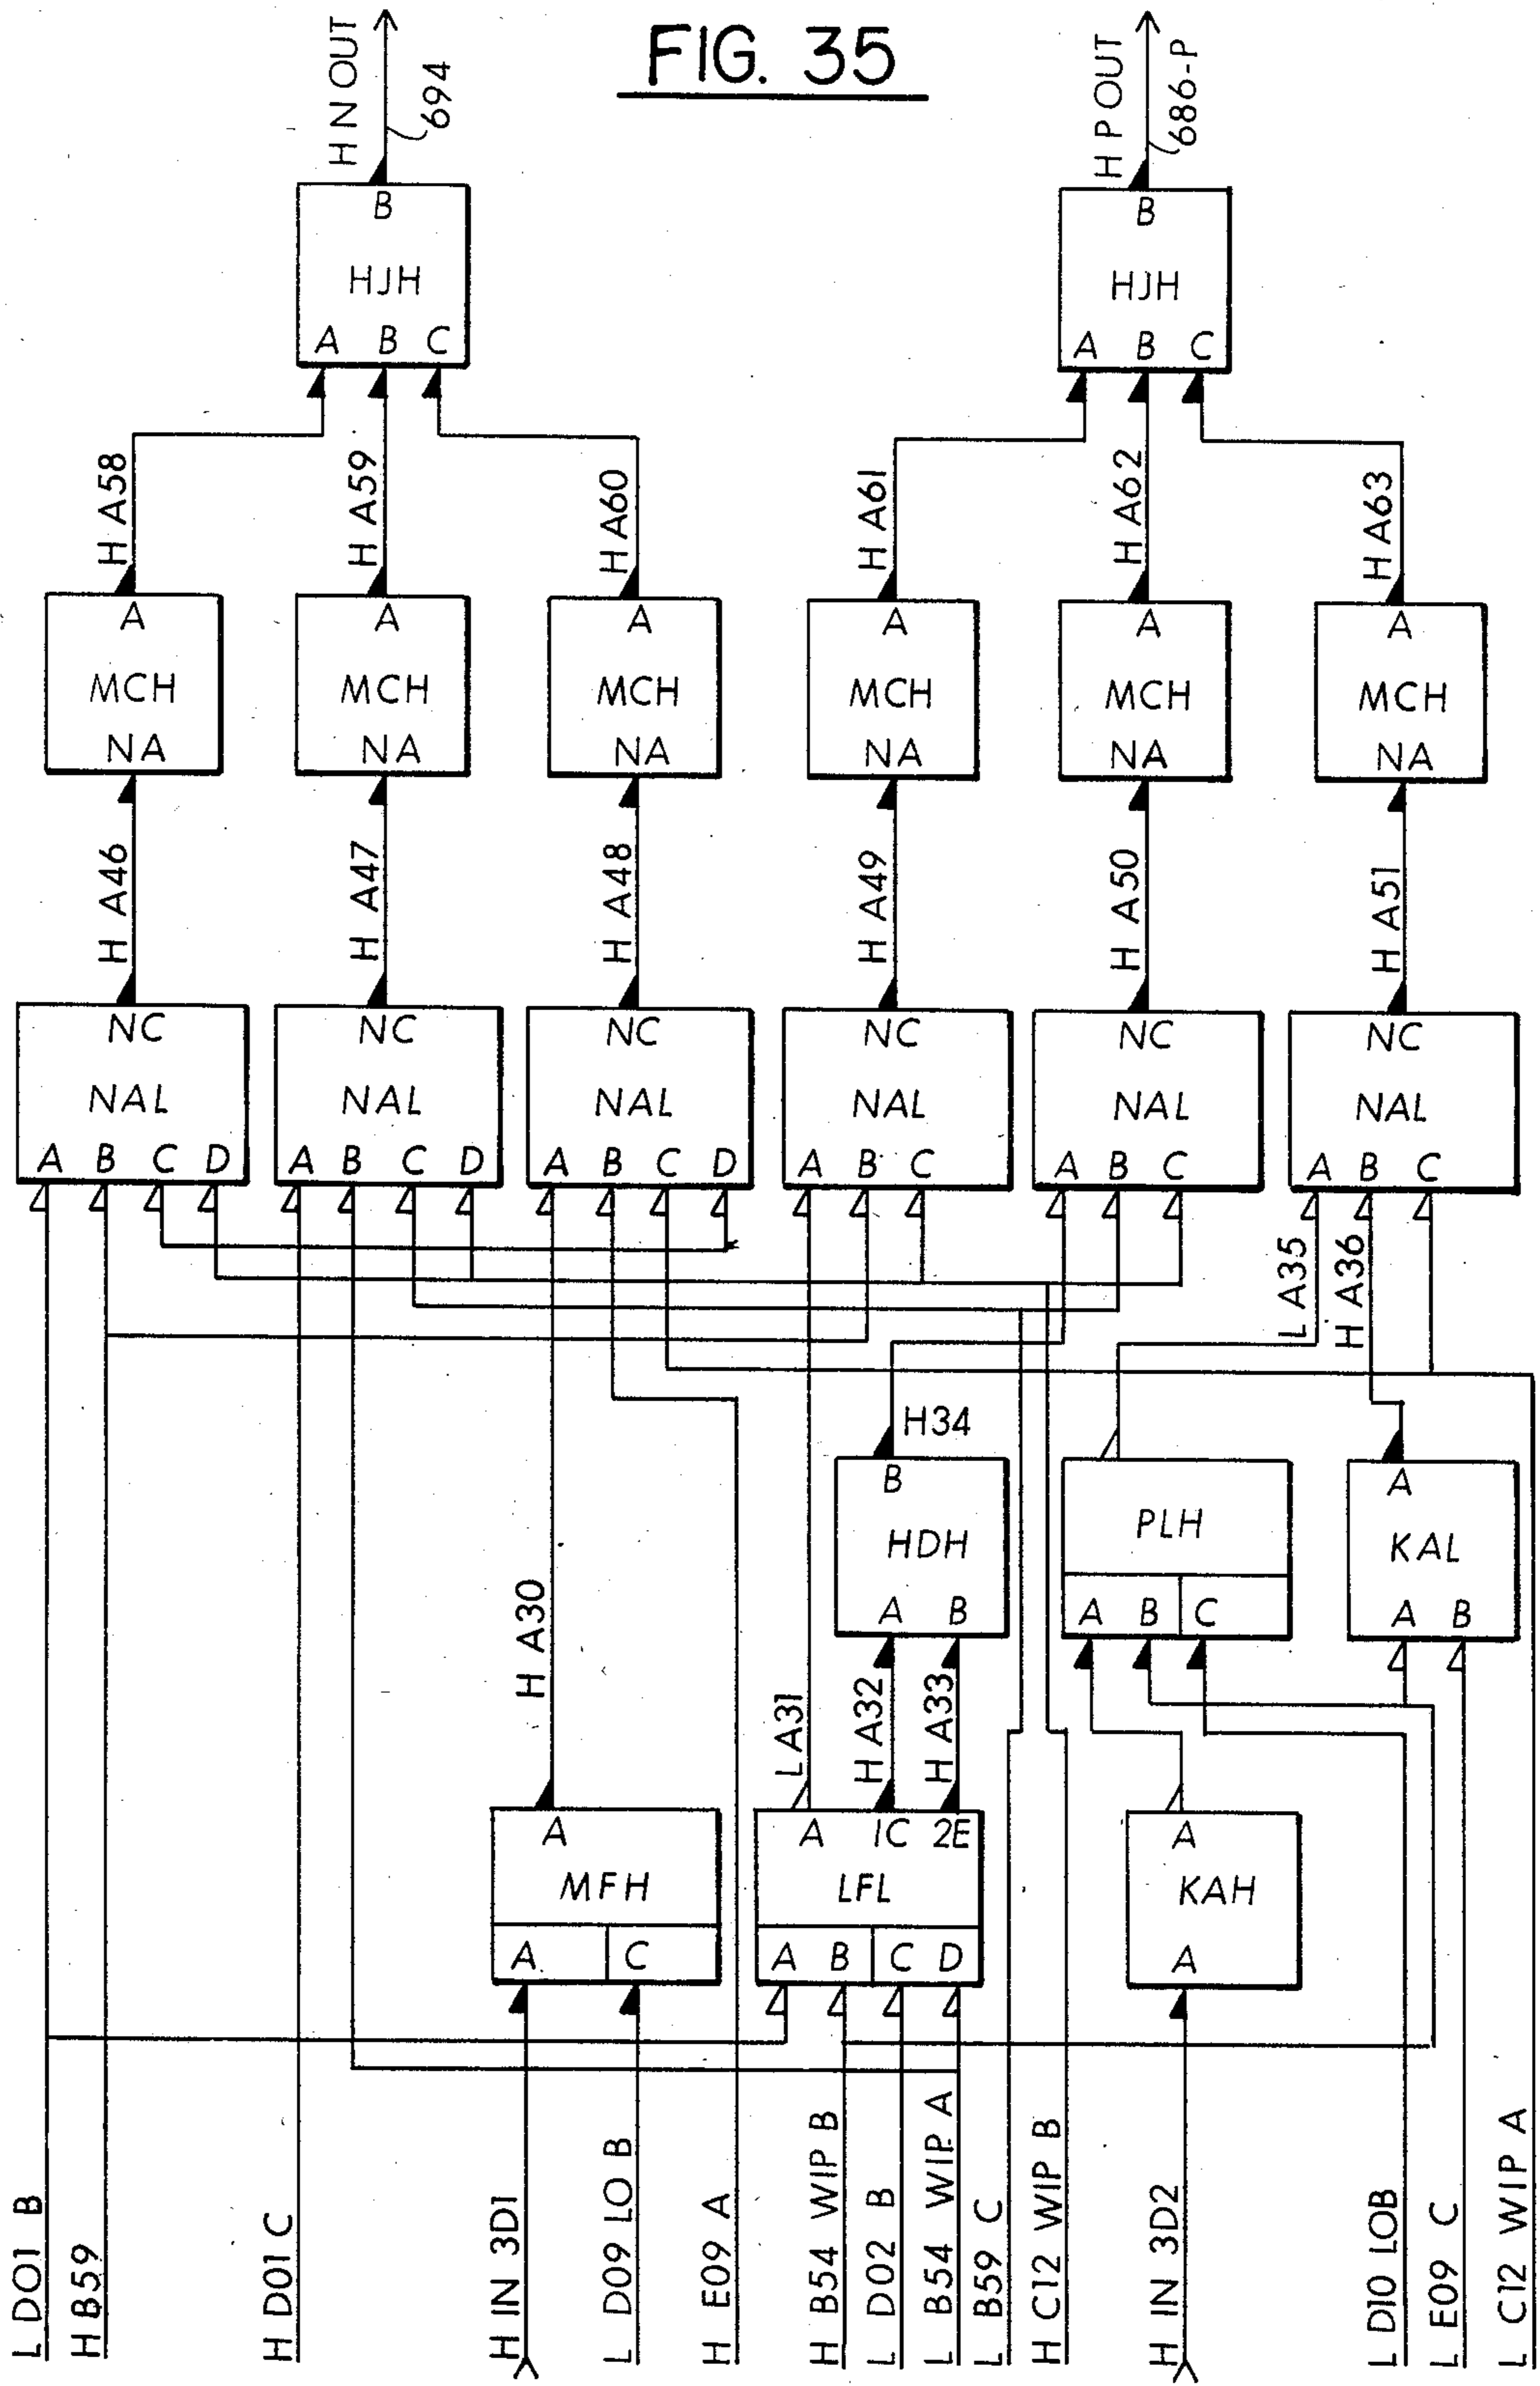 FIG. 35
H N OUT
694
H P OUT
686-P
B
HJH
A B C
B
HJH
A B C
H A58
H A59
H A60
H A61
H A62
H A63
A
MCH
NA
A
MCH
NA
A
MCH
NA
A
MCH
NA
A
MCH
NA
A
MCH
NA
H A46
H A47
H A48
H A49
H A50
H A51
NC
NAL
A B C D
NC
NAL
A B C D
NC
NAL
A B C D
NC
NAL
A B C
NC
NAL
A B C
NC
NAL
A B C
L A35
H A36
H34
B
HDH
A B
PLH
A B C
A
KAL
A B
H A30
L A31
H A32
H A33
A
MFH
A C
A 1C 2E
LFL
A B C D
A
KAH
A
L D01 B
H B59
H D01 C
H IN 3D1
L D09 LO B
H E09 A
H B54 WIP B
L D02 B
L B54 WIP A
L B59 C
H C12 WIP B
H IN 3D2
L D10 LOB
L E09 C
L C12 WIP A